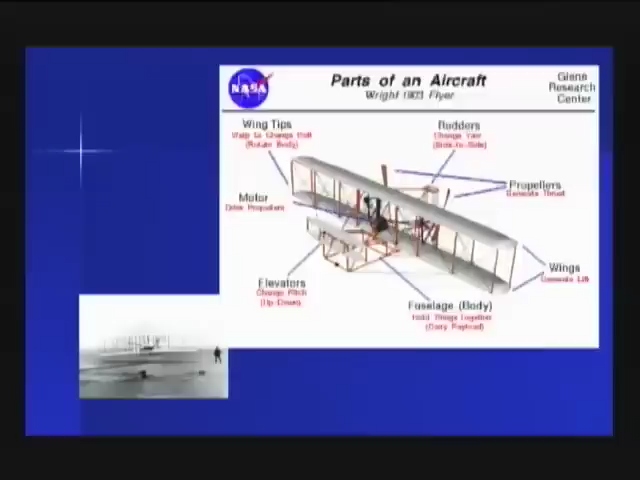 NASA
Parts of an Aircraft
Wright 1903 Flyer
Glenn
Research
Center
Wing Tips
Warp to Change Roll
(Rotate Body)
Rudders
Change Yaw
(Side-to-Side)
Propellers
Generate Thrust
Motor
Drive Propellers
Wings
Generate Lift
Elevators
Change Pitch
(Up-Down)
Fuselage (Body)
Hold Things Together
(Carry Payload)